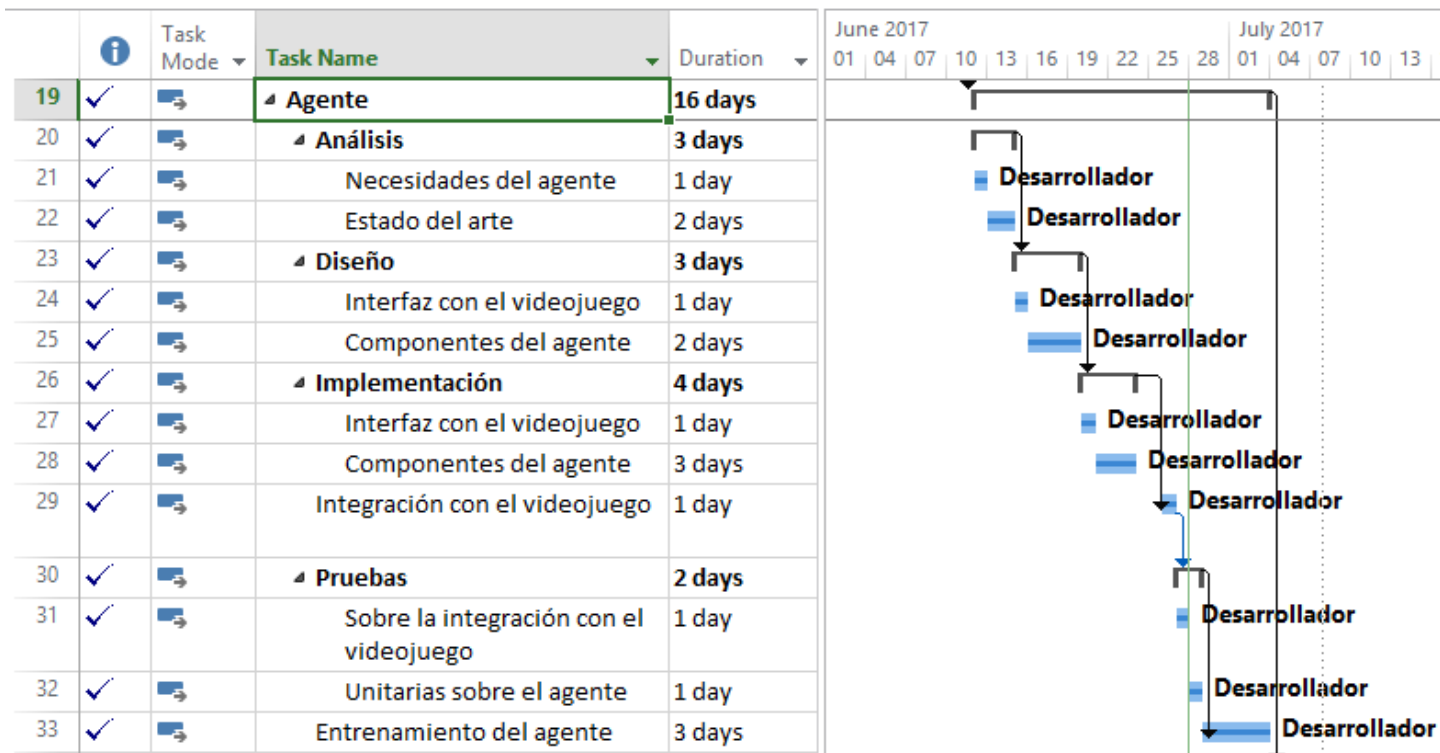 Task Mode Task Name Duration June 2017 July 2017
01 04 07 10 13 16 19 22 25 28 01 04 07 10 13
19 Agente 16 days
20 Análisis 3 days
21 Necesidades del agente 1 day Desarrollador
22 Estado del arte 2 days Desarrollador
23 Diseño 3 days
24 Interfaz con el videojuego 1 day Desarrollador
25 Componentes del agente 2 days Desarrollador
26 Implementación 4 days
27 Interfaz con el videojuego 1 day Desarrollador
28 Componentes del agente 3 days Desarrollador
29 Integración con el videojuego 1 day Desarrollador
30 Pruebas 2 days
31 Sobre la integración con el 1 day Desarrollador
videojuego
32 Unitarias sobre el agente 1 day Desarrollador
33 Entrenamiento del agente 3 days Desarrollador